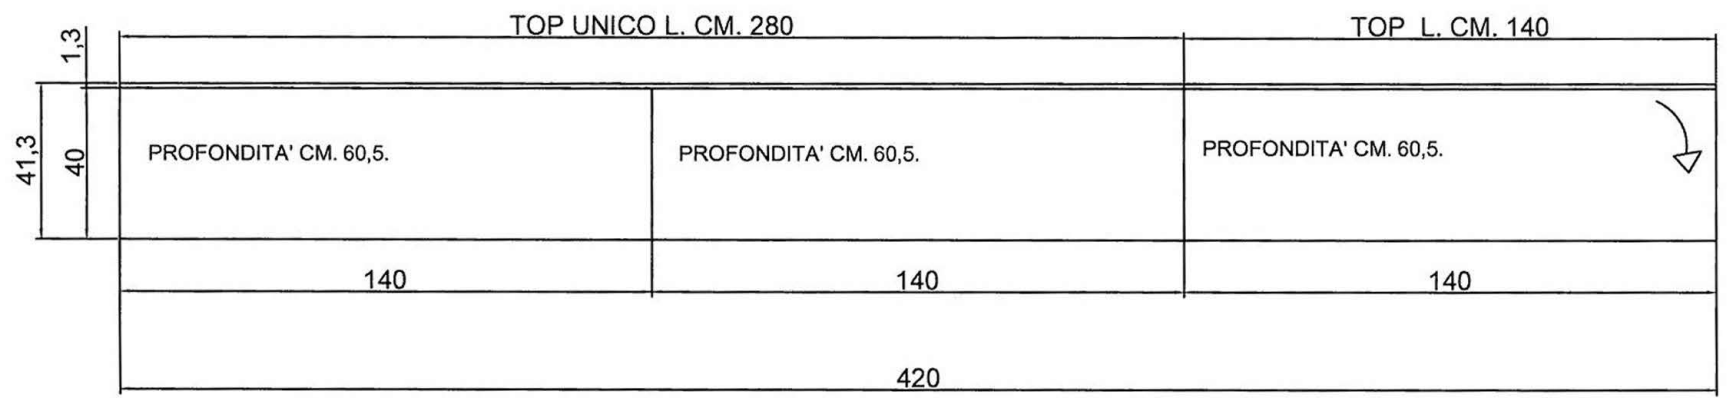 TOP UNICO L. CM. 280
TOP L. CM. 140
1,3
41,3
40
PROFONDITA' CM. 60,5.
PROFONDITA' CM. 60,5.
PROFONDITA' CM. 60,5.
140
140
140
420